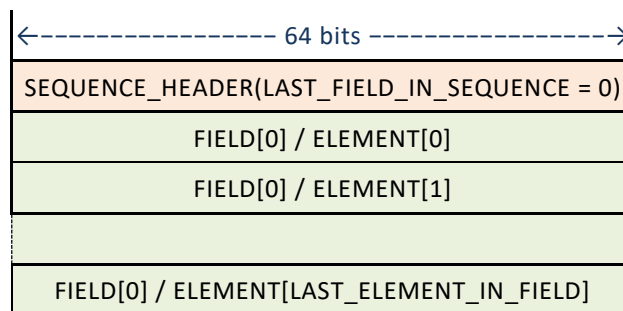 64 bits
SEQUENCE_HEADER(LAST_FIELD_IN_SEQUENCE = 0)
FIELD[0] / ELEMENT[0]
FIELD[0] / ELEMENT[1]
FIELD[0] / ELEMENT[LAST_ELEMENT_IN_FIELD]